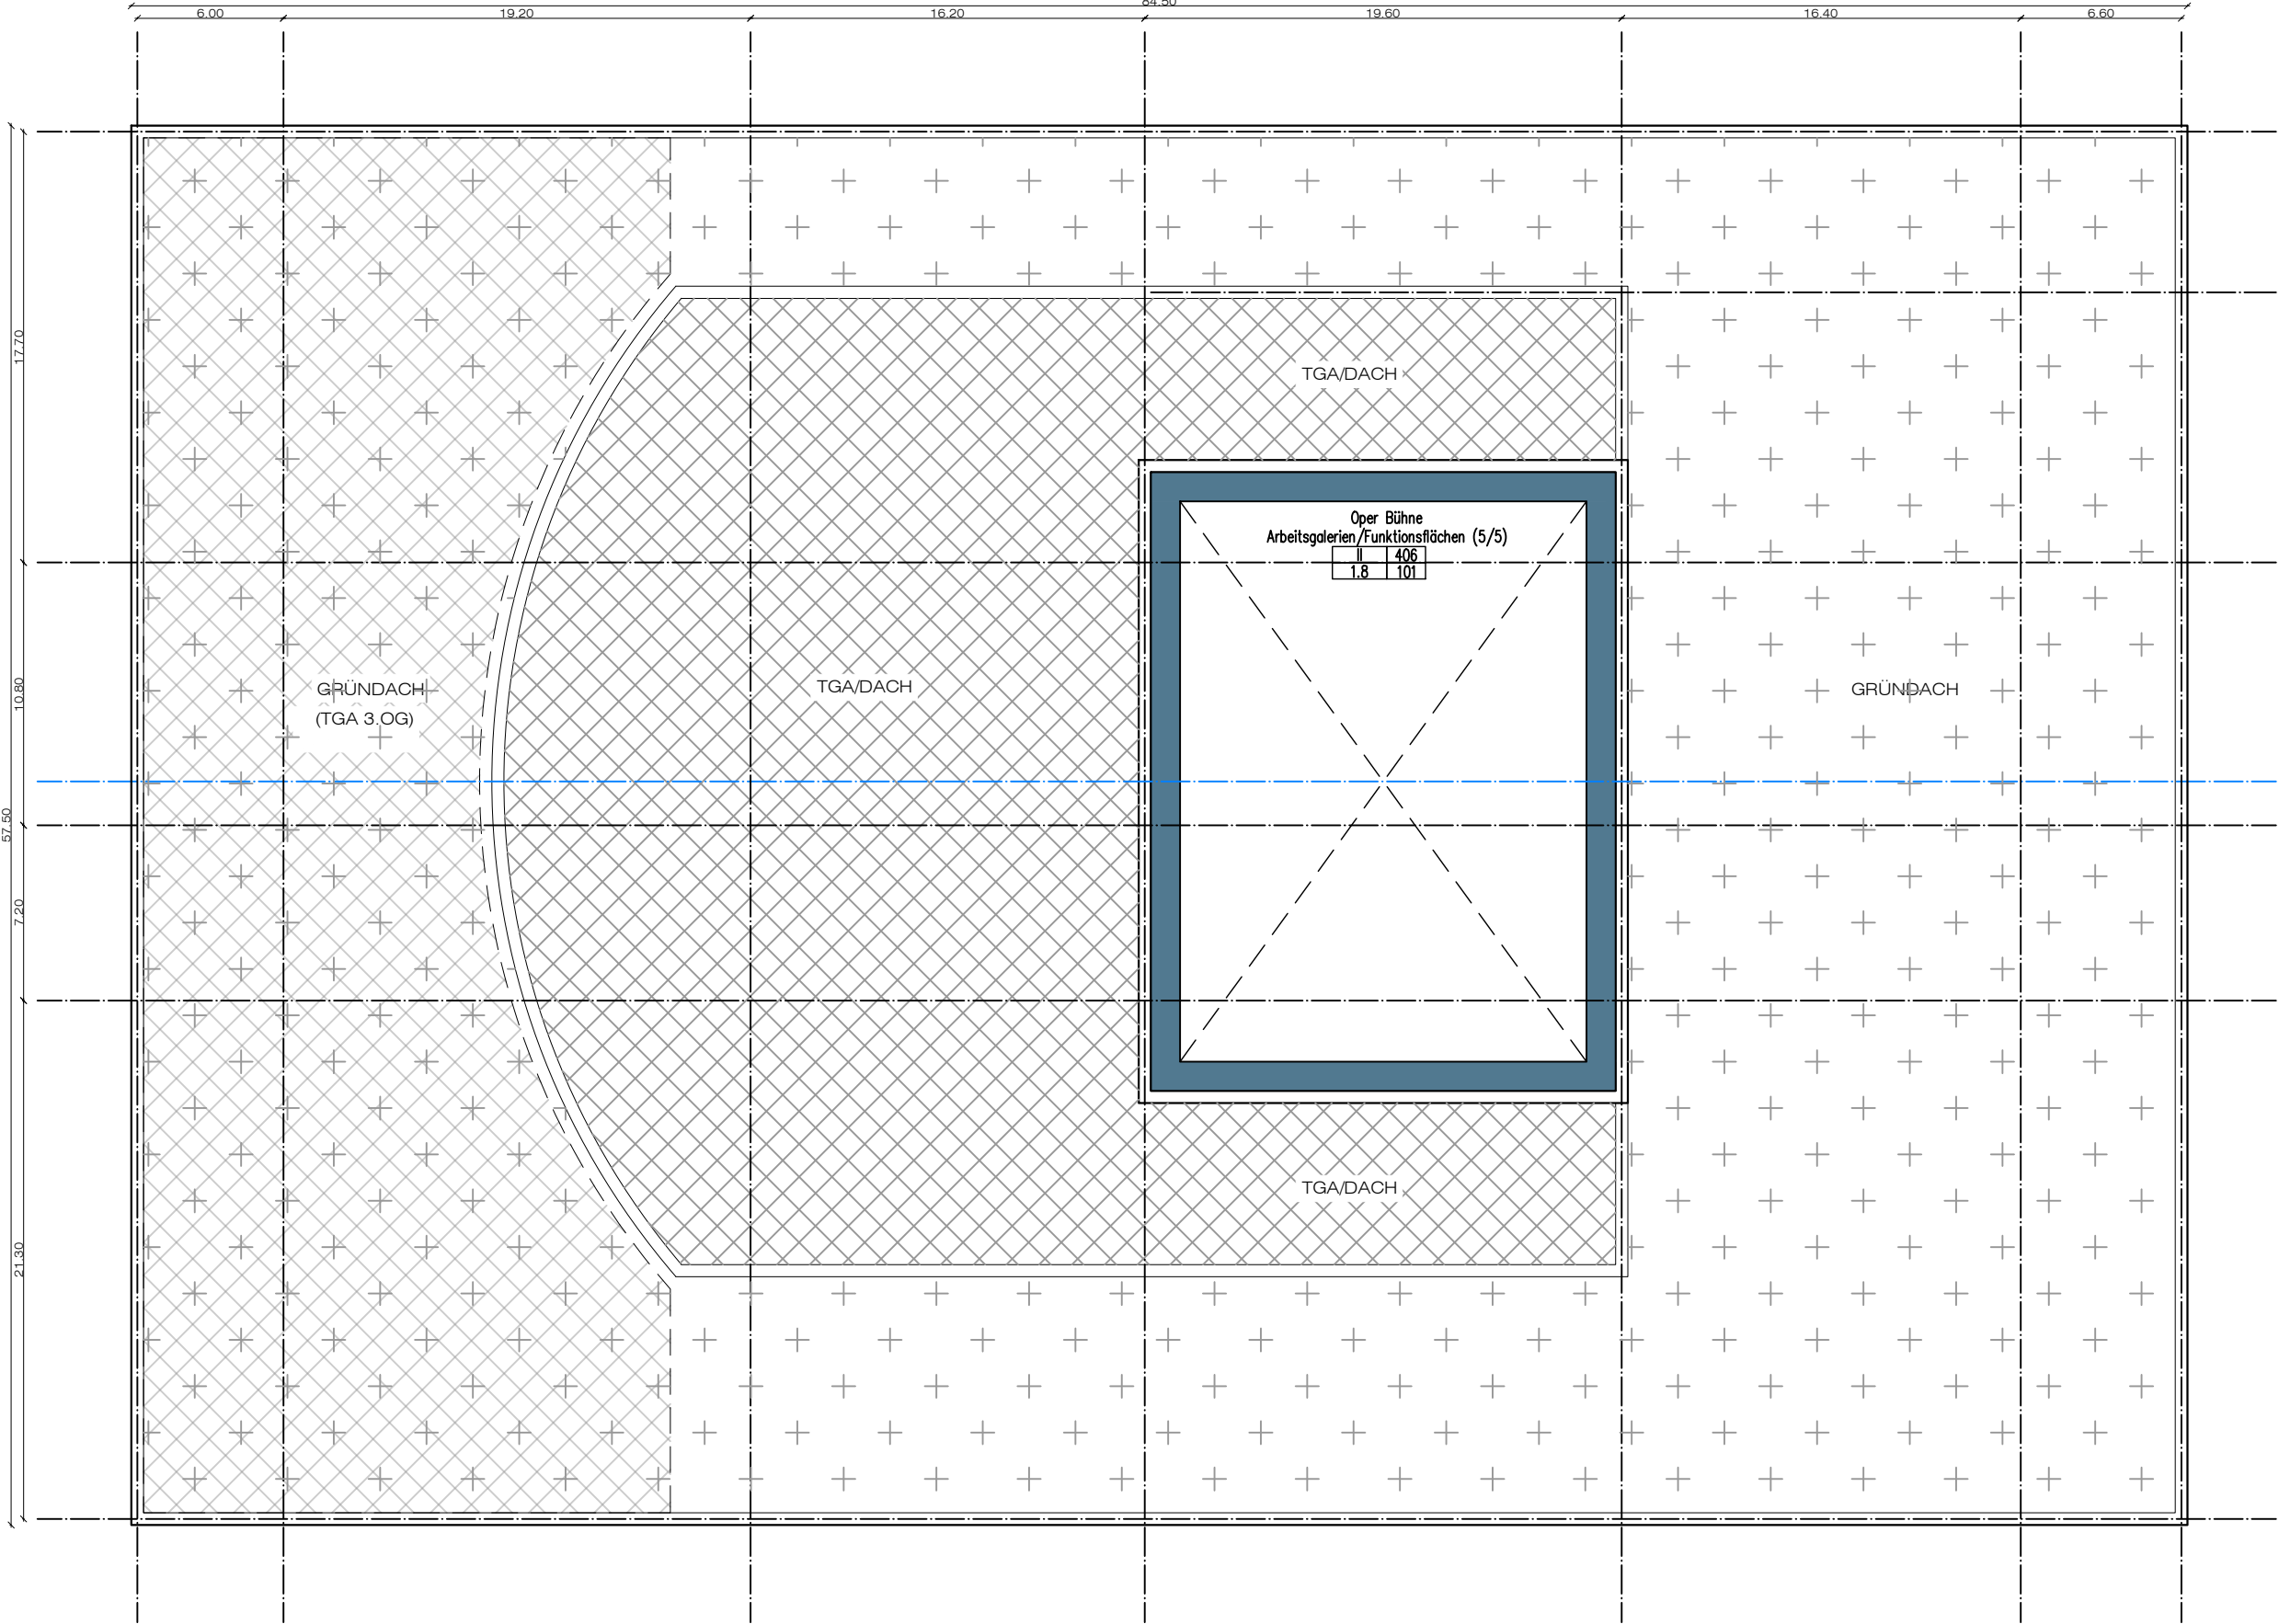 84.50
6.00 19.20 16.20 19.60 16.40 6.60
17.70
10.80
57.50
7.20
21.30
TGA/DACH
Oper Bühne
Arbeitsgalerien/Funktionsflächen (5/5)
II 406
1.8 101
GRÜNDACH
(TGA 3.OG)
TGA/DACH
GRÜNDACH
TGA/DACH